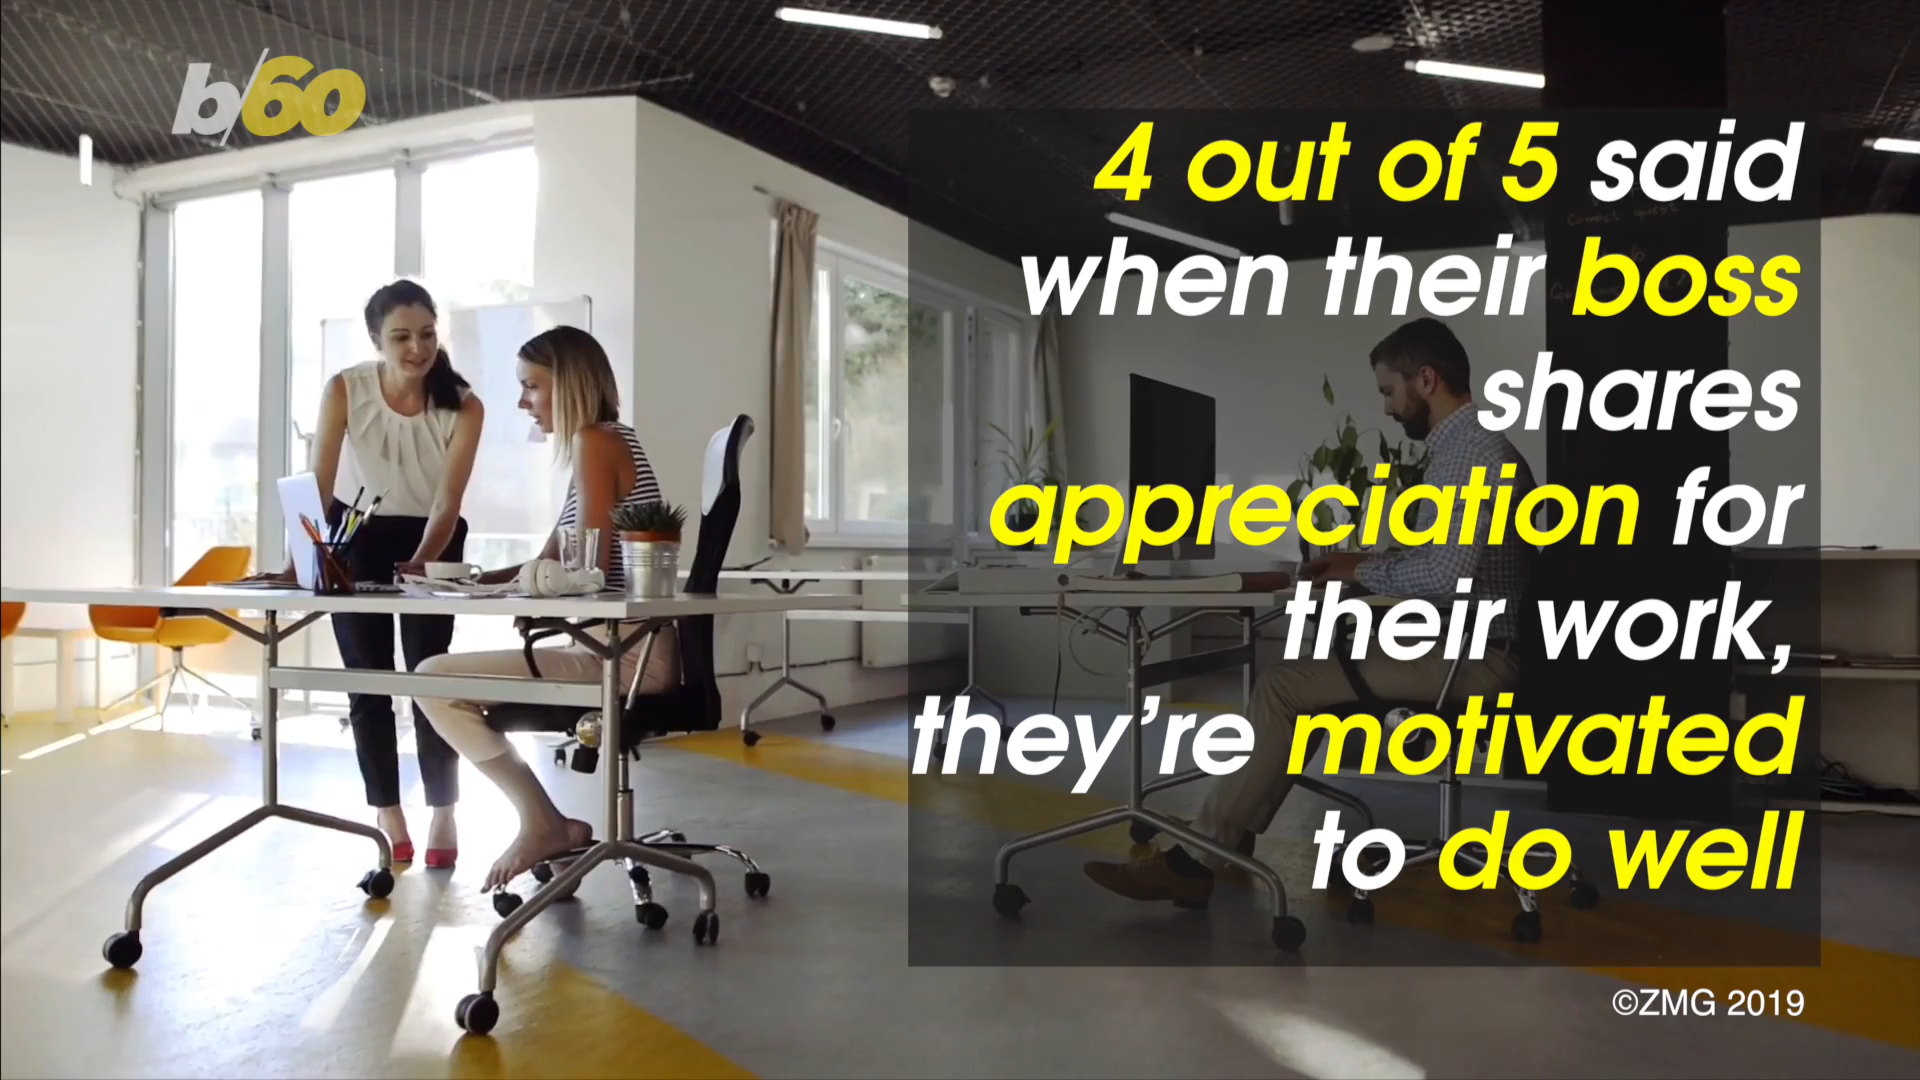 b/60
4 out of 5 said
when their boss
shares
appreciation for
their work,
they're motivated
to do well
©ZMG 2019